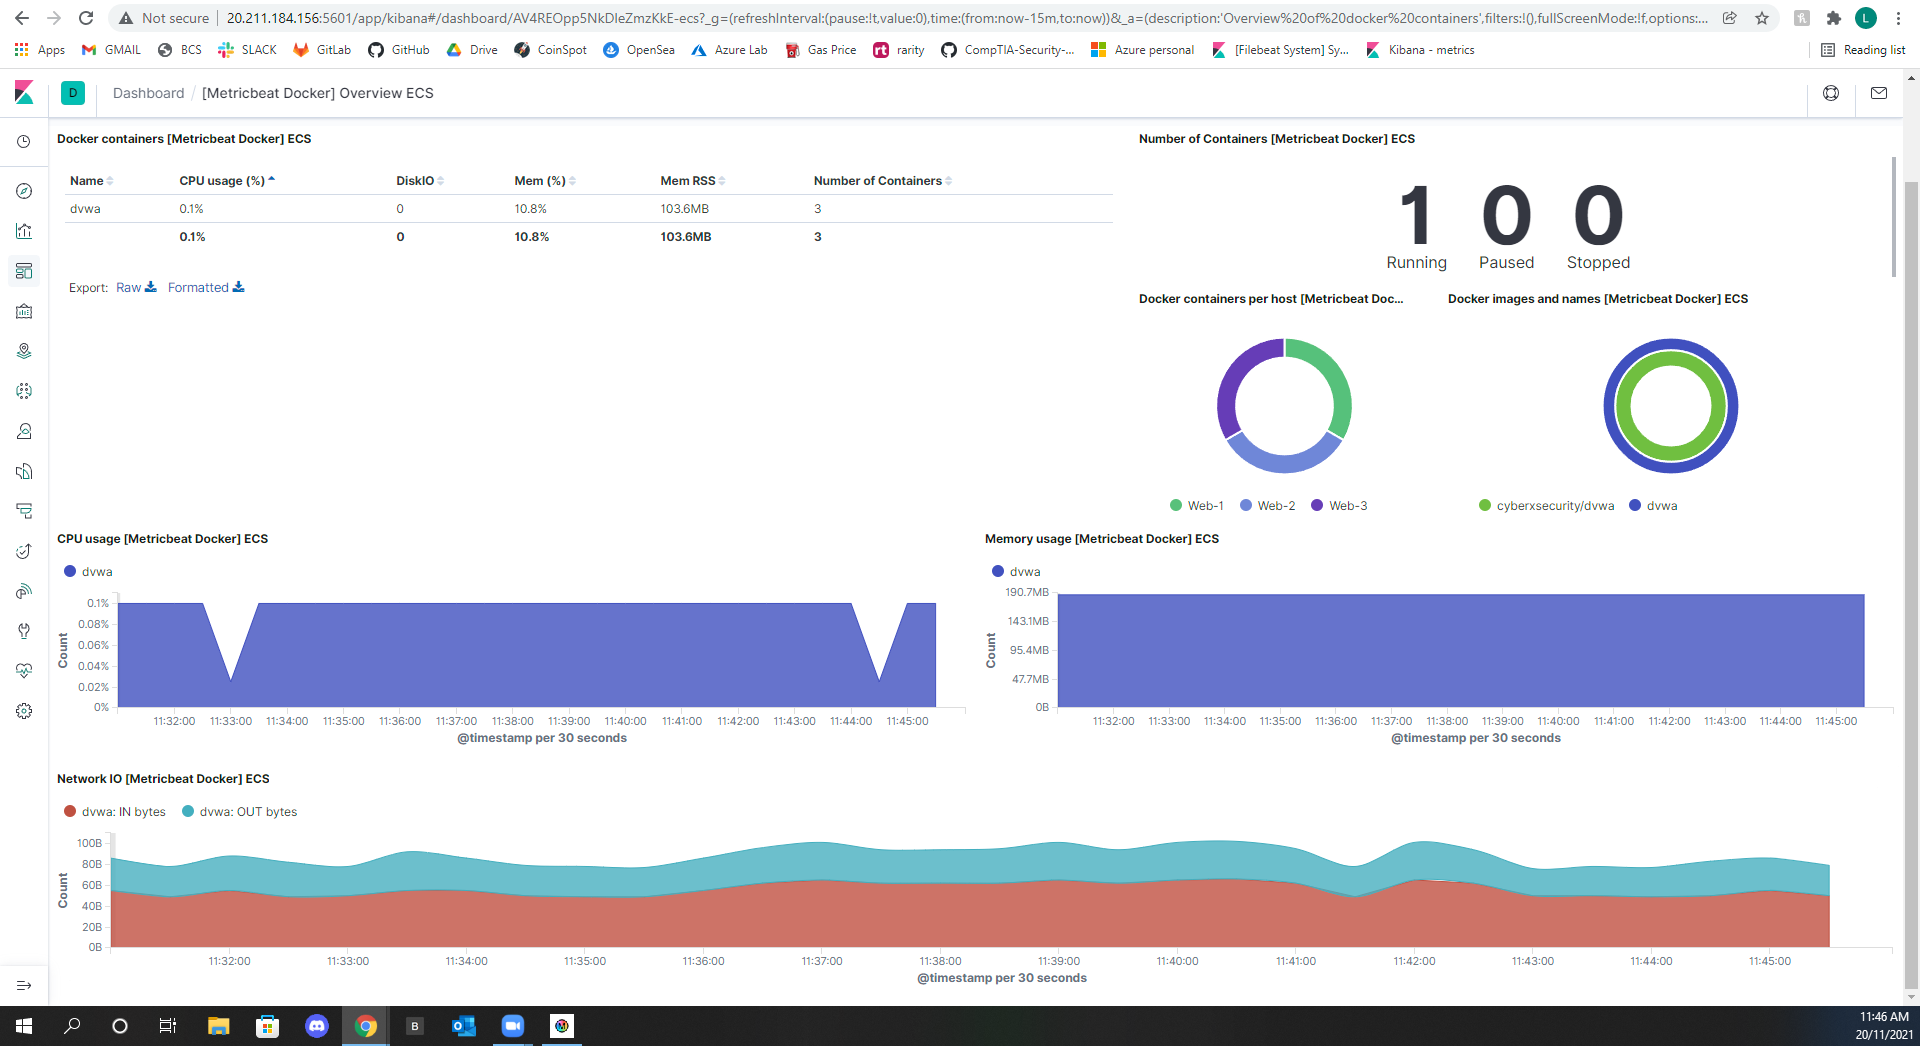 Not secure
20.211.184.156:5601/app/kibana#/dashboard/AV4REOpp5NkDleZmzKkE-ecs?_g=(refreshInterval:(pause:!t,value:0),time:(from:now-15m,to:now))&_a=(description:'Overview%20of%20docker%20containers',filters:!(),fullScreenMode:!f,options:...
L
Apps GMAIL BCS SLACK GitLab GitHub Drive CoinSpot OpenSea Azure Lab Gas Price rt rarity CompTIA-Security-... Azure personal [Filebeat System] Sy... Kibana - metrics Reading list
D Dashboard / [Metricbeat Docker] Overview ECS
Docker containers [Metricbeat Docker] ECS
Name CPU usage (%) DiskIO Mem (%) Mem RSS Number of Containers
dvwa 0.1% 0 10.8% 103.6MB 3
0.1% 0 10.8% 103.6MB 3
Export: Raw Formatted
Number of Containers [Metricbeat Docker] ECS
1 0 0
Running Paused Stopped
Docker containers per host [Metricbeat Doc...
Web-1 Web-2 Web-3
Docker images and names [Metricbeat Docker] ECS
cyberxsecurity/dvwa dvwa
CPU usage [Metricbeat Docker] ECS
dvwa
0.1%
0.08%
0.06%
0.04%
0.02%
0%
Count
11:32:00 11:33:00 11:34:00 11:35:00 11:36:00 11:37:00 11:38:00 11:39:00 11:40:00 11:41:00 11:42:00 11:43:00 11:44:00 11:45:00
@timestamp per 30 seconds
Memory usage [Metricbeat Docker] ECS
dvwa
190.7MB
143.1MB
95.4MB
47.7MB
0B
Count
11:32:00 11:33:00 11:34:00 11:35:00 11:36:00 11:37:00 11:38:00 11:39:00 11:40:00 11:41:00 11:42:00 11:43:00 11:44:00 11:45:00
@timestamp per 30 seconds
Network IO [Metricbeat Docker] ECS
dvwa: IN bytes dvwa: OUT bytes
100B
80B
60B
40B
20B
0B
Count
11:32:00 11:33:00 11:34:00 11:35:00 11:36:00 11:37:00 11:38:00 11:39:00 11:40:00 11:41:00 11:42:00 11:43:00 11:44:00 11:45:00
@timestamp per 30 seconds
B
11:46 AM
20/11/2021